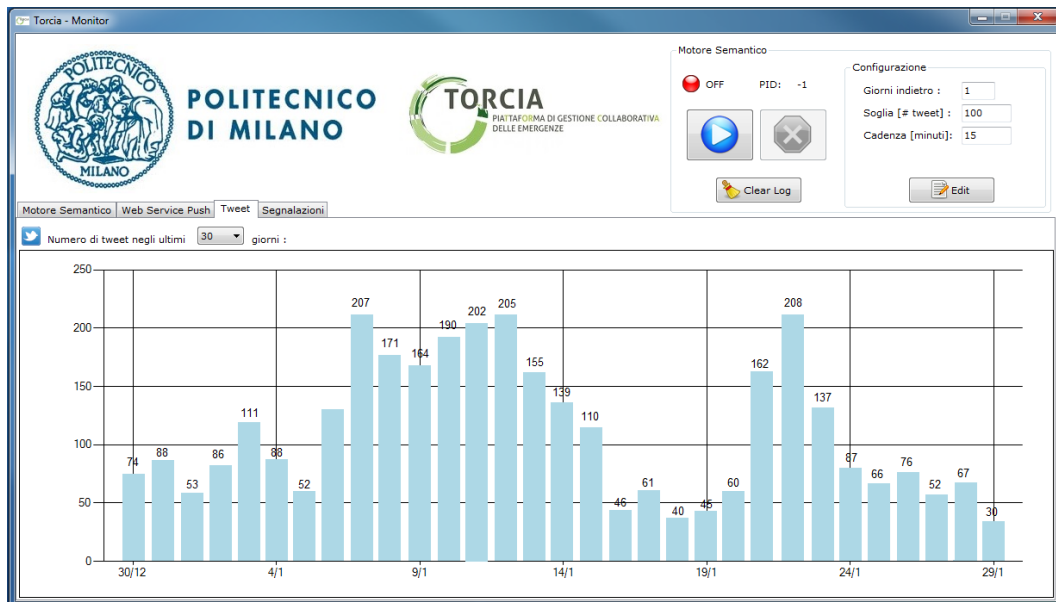 Torcia - Monitor
POLITECNICO
MILANO
POLITECNICO
DI MILANO
TORCIA
PIATTAFORMA DI GESTIONE COLLABORATIVA
DELLE EMERGENZE
Motore Semantico
OFF PID: -1
Clear Log
Configurazione
Giorni indietro : 1
Soglia [# tweet] : 100
Cadenza [minuti]: 15
Edit
Motore Semantico Web Service Push Tweet Segnalazioni
Numero di tweet negli ultimi 30 giorni :
250
200
150
100
50
0
74 88 53 86 111 88 52 207 171 164 190 202 205 155 139 110 46 61 40 45 60 162 208 137 87 66 76 52 67 30
30/12 4/1 9/1 14/1 19/1 24/1 29/1